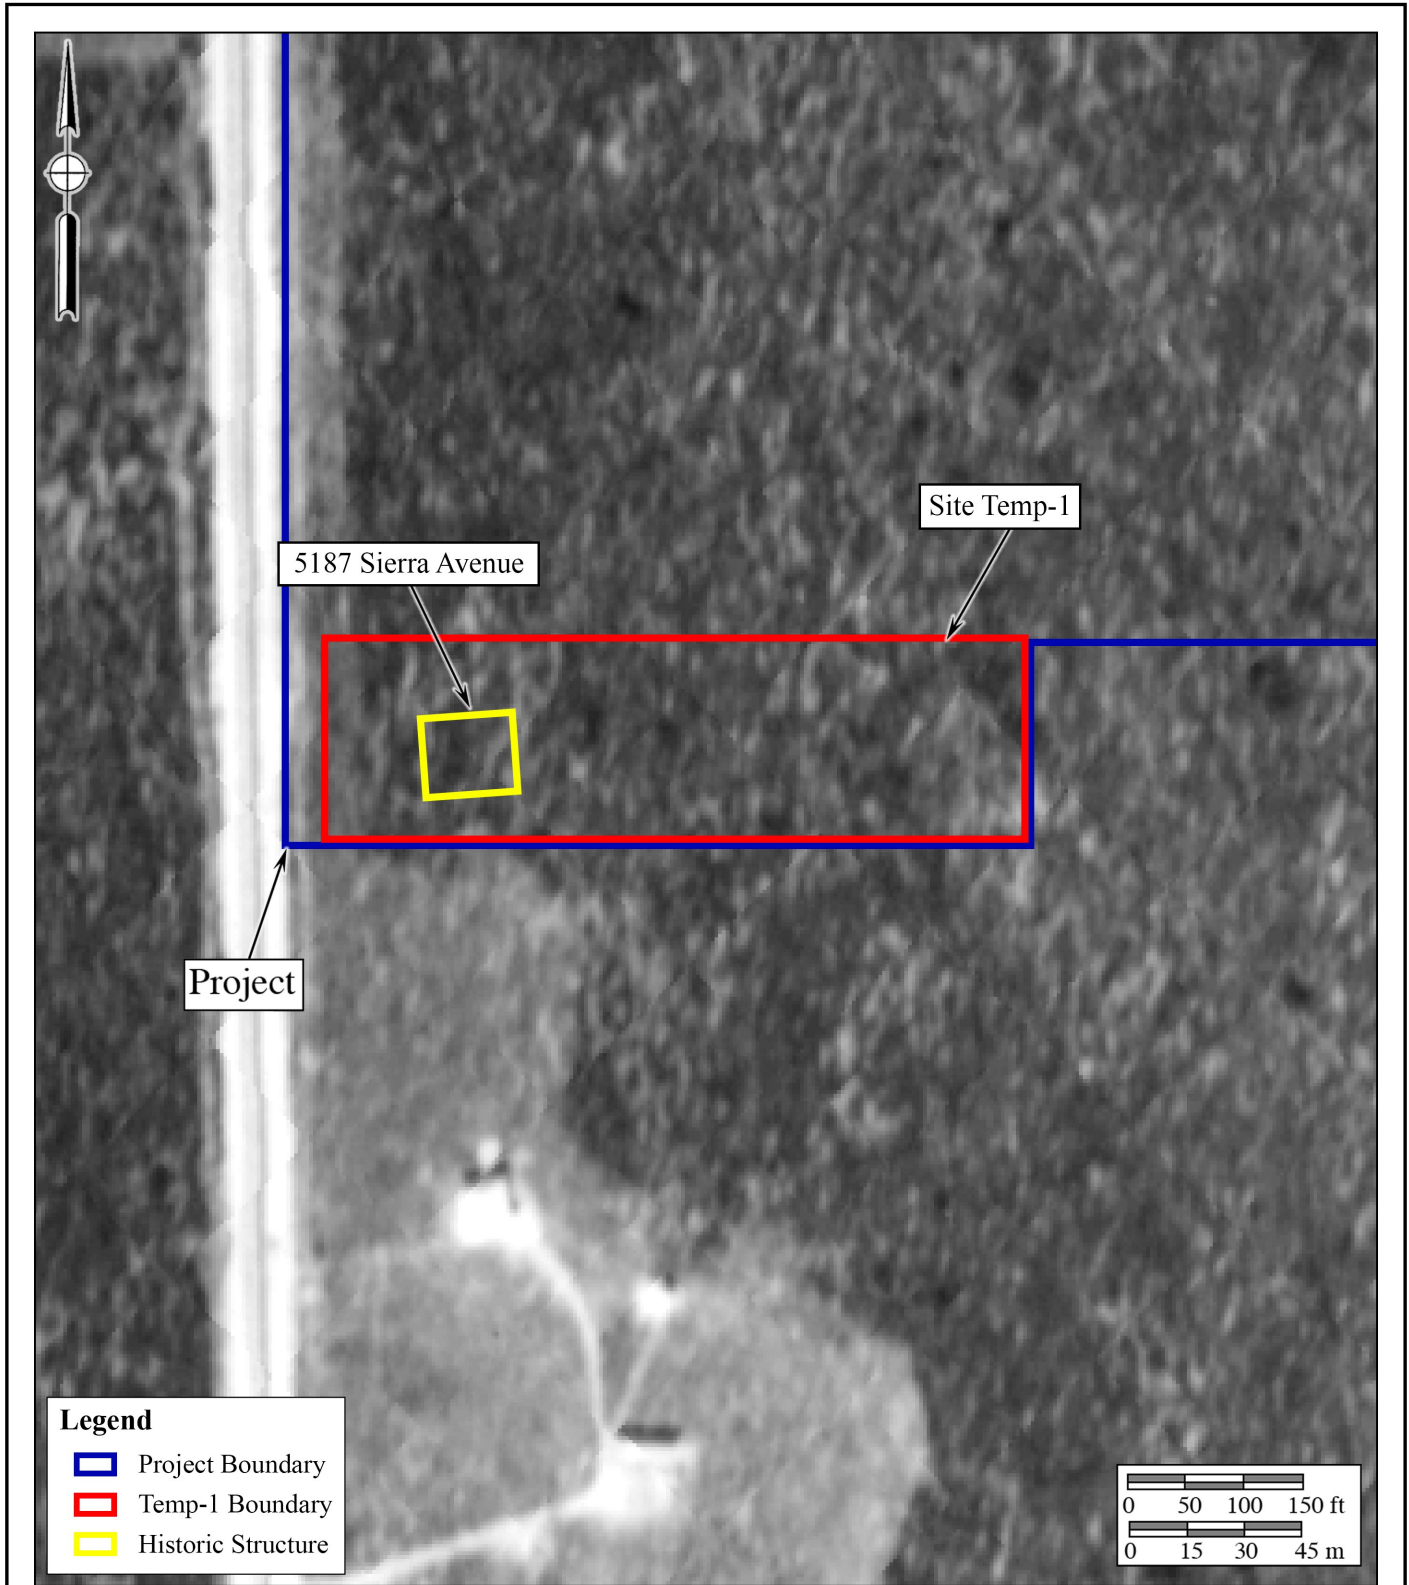 Site Temp-1
5187 Sierra Avenue
Project
Legend
Project Boundary
Temp-1 Boundary
Historic Structure
0 50 100 150 ft
0 15 30 45 m